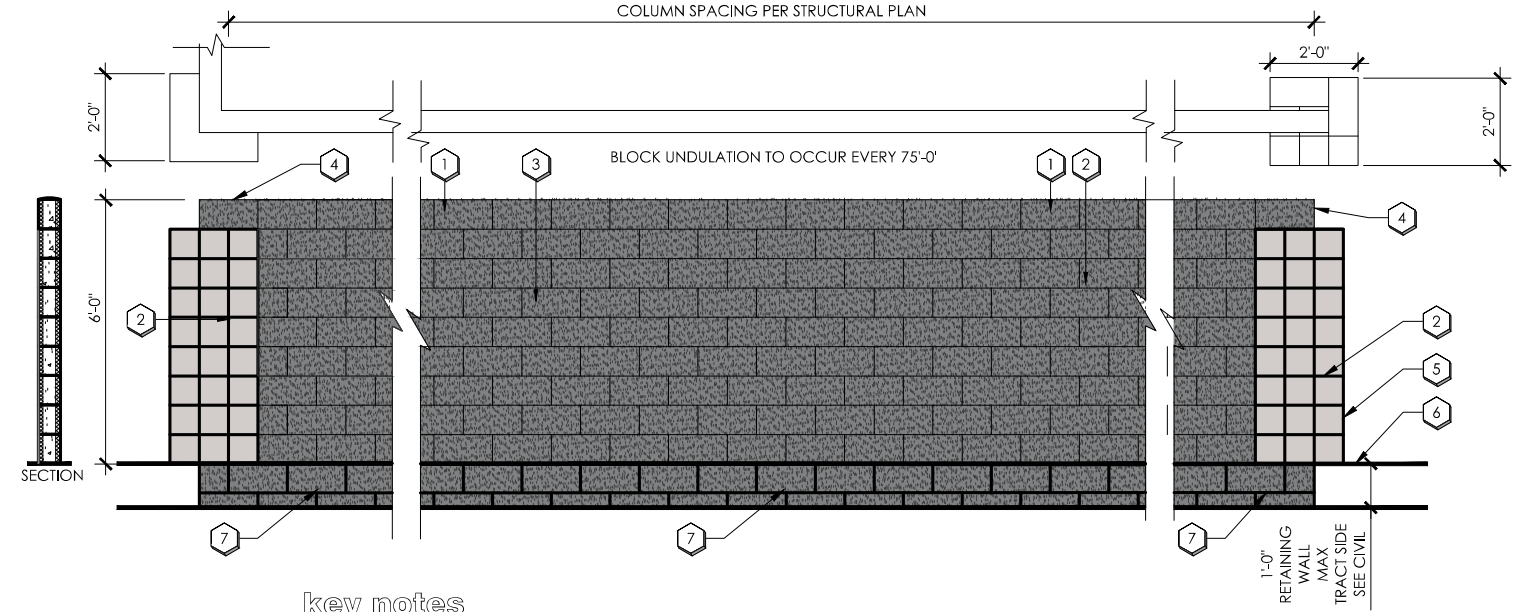 COLUMN SPACING PER STRUCTURAL PLAN
2'-0"
2'-0"
2'-0"
BLOCK UNDULATION TO OCCUR EVERY 75'-0'
4
1
3
1
2
4
6'-0"
2
2
5
6
SECTION
7
7
7
1'-0"
RETAINING
WALL
MAX
TRACT SIDE
SEE CIVIL
key notes